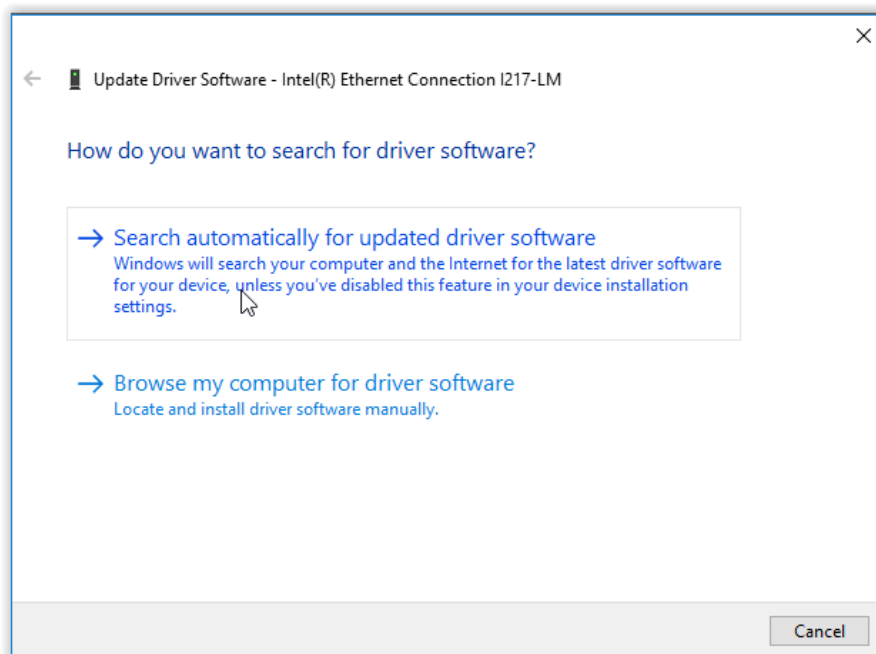 Update Driver Software - Intel(R) Ethernet Connection I217-LM
How do you want to search for driver software?
Search automatically for updated driver software
Windows will search your computer and the Internet for the latest driver software
for your device, unless you've disabled this feature in your device installation
settings.
Browse my computer for driver software
Locate and install driver software manually.
Cancel